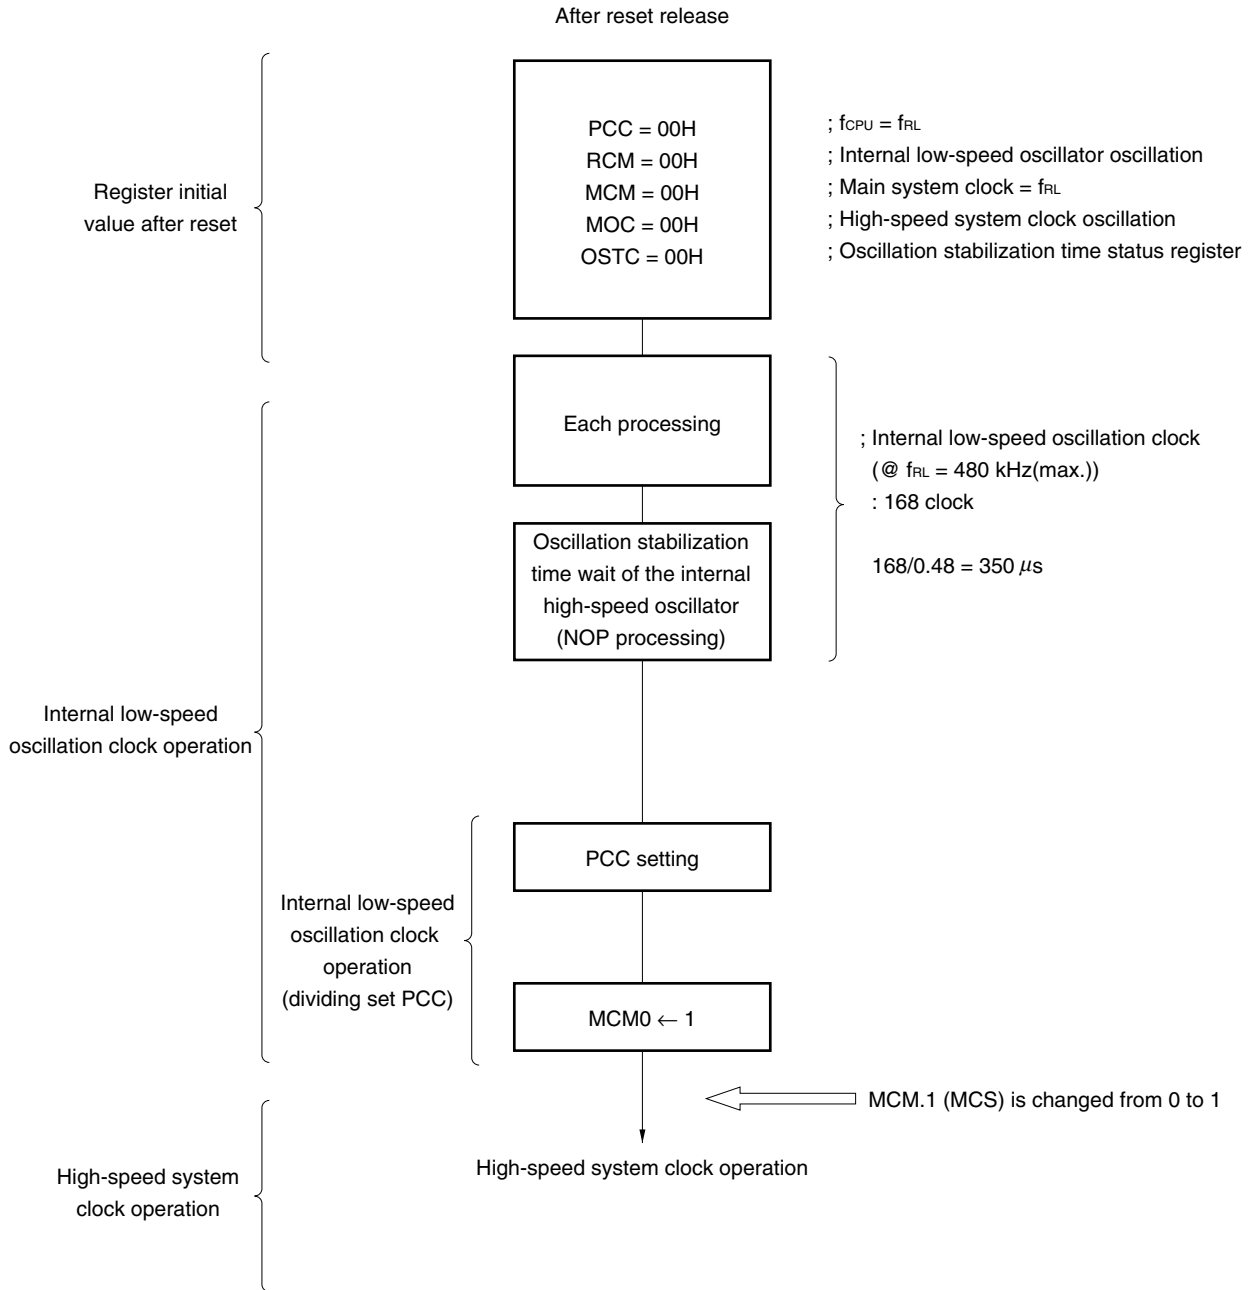 After reset release
Register initial
value after reset
PCC = 00H
RCM = 00H
MCM = 00H
MOC = 00H
OSTC = 00H
; fCPU = fRL
; Internal low-speed oscillator oscillation
; Main system clock = fRL
; High-speed system clock oscillation
; Oscillation stabilization time status register
Each processing
Oscillation stabilization
time wait of the internal
high-speed oscillator
(NOP processing)
; Internal low-speed oscillation clock
(@ fRL = 480 kHz(max.))
: 168 clock
168/0.48 = 350 μs
Internal low-speed
oscillation clock operation
Internal low-speed
oscillation clock
operation
(dividing set PCC)
PCC setting
MCM0 ← 1
MCM.1 (MCS) is changed from 0 to 1
High-speed system clock operation
High-speed system
clock operation